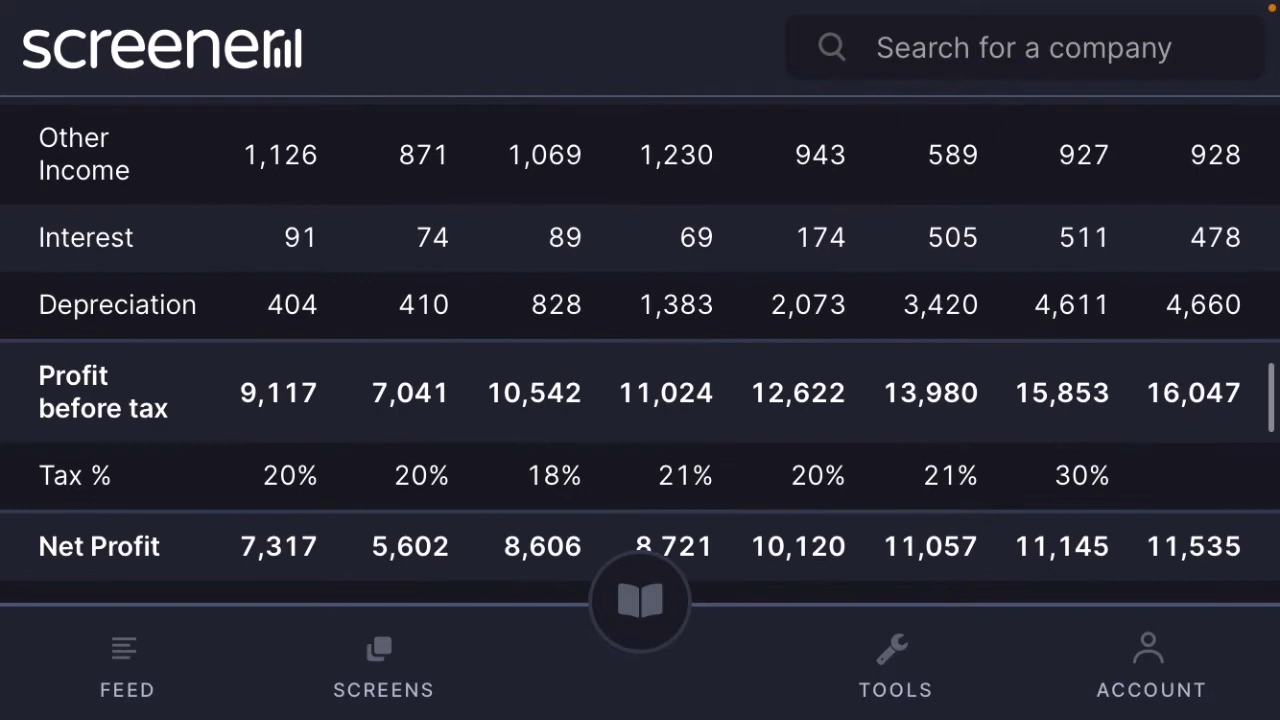 screener
Search for a company
Other Income 1,126 871 1,069 1,230 943 589 927 928
Interest 91 74 89 69 174 505 511 478
Depreciation 404 410 828 1,383 2,073 3,420 4,611 4,660
Profit before tax 9,117 7,041 10,542 11,024 12,622 13,980 15,853 16,047
Tax % 20% 20% 18% 21% 20% 21% 30%
Net Profit 7,317 5,602 8,606 8,721 10,120 11,057 11,145 11,535
FEED SCREENS TOOLS ACCOUNT